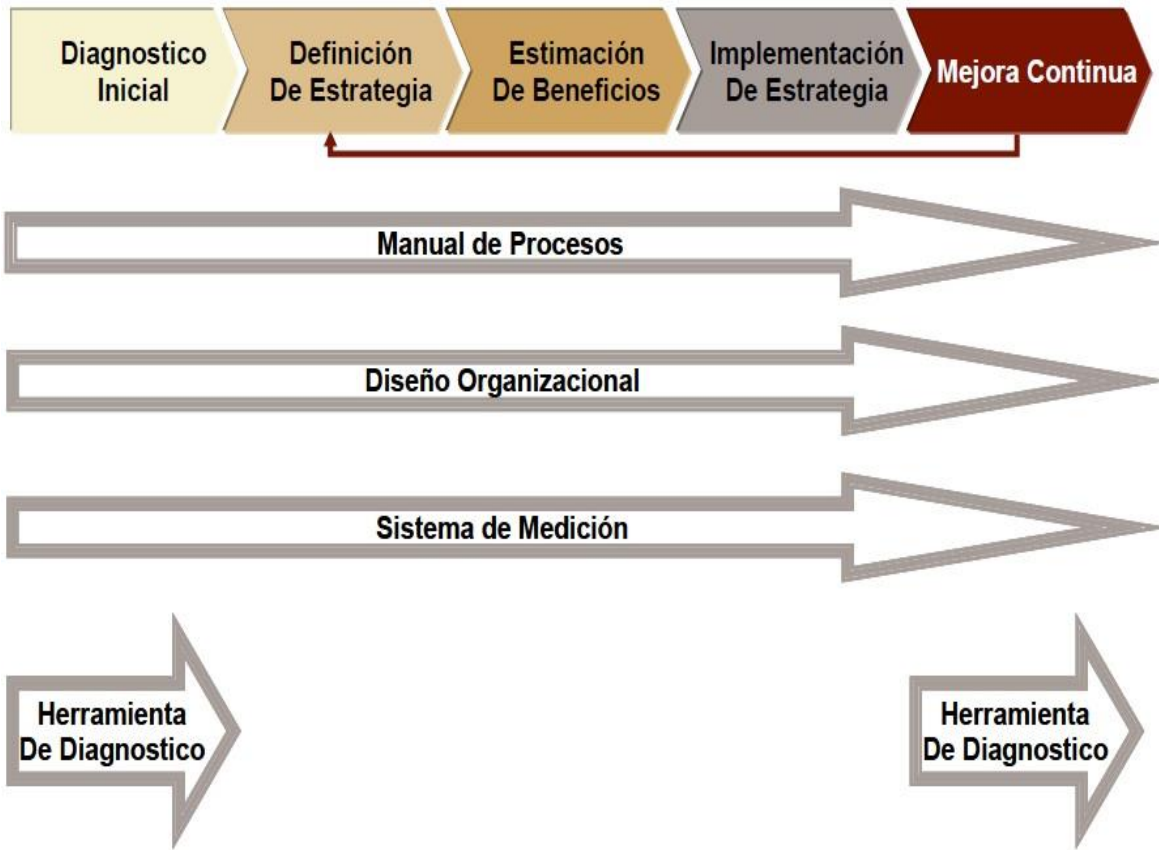 Diagnostico
Inicial
Definición
De Estrategia
Estimación
De Beneficios
Implementación
De Estrategia
Mejora Continua
Manual de Procesos
Diseño Organizacional
Sistema de Medición
Herramienta
De Diagnostico
Herramienta
De Diagnostico